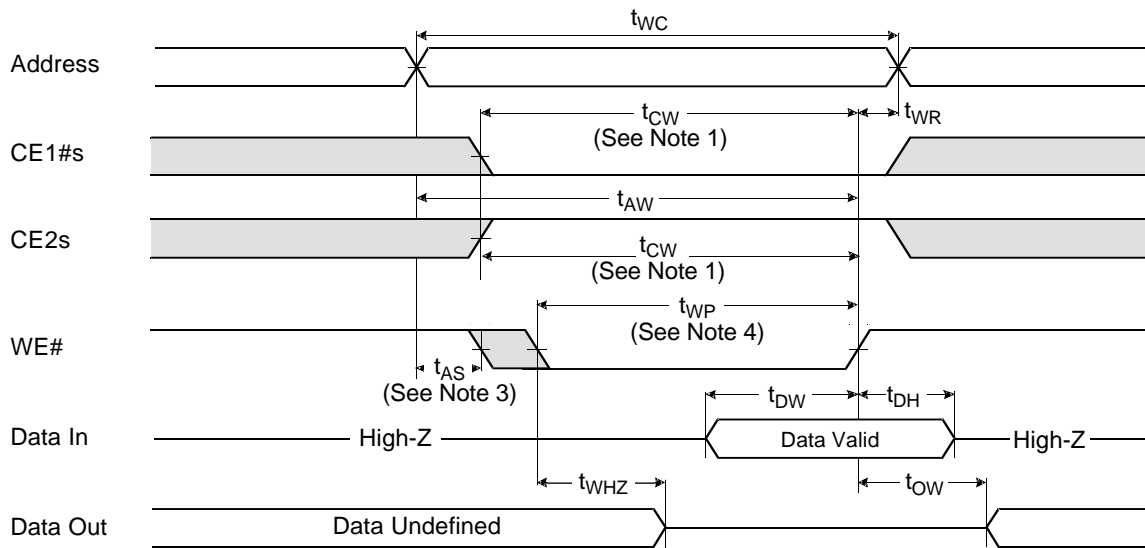 tWC
Address
tCW
(See Note 1)
tWR
CE1#s
tAW
CE2s
tCW
(See Note 1)
tWP
(See Note 4)
WE#
tAS
(See Note 3)
tDW
tDH
Data In
High-Z
Data Valid
High-Z
tWHZ
tOW
Data Out
Data Undefined